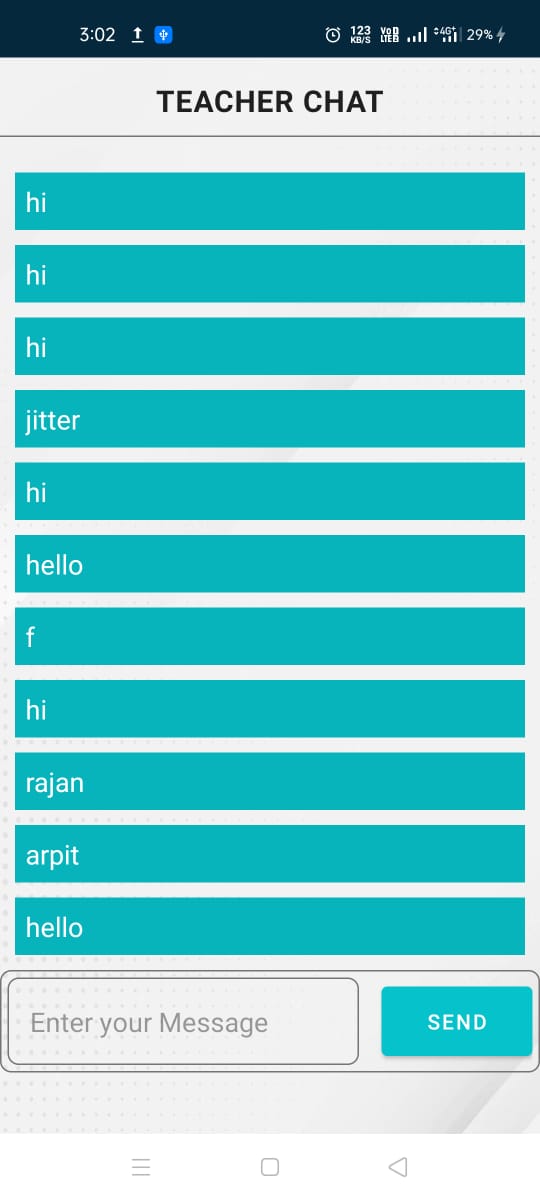 3:02 123 KB/S VoD LTE 4G+ 29%
TEACHER CHAT
hi
hi
hi
jitter
hi
hello
f
hi
rajan
arpit
hello
Enter your Message SEND